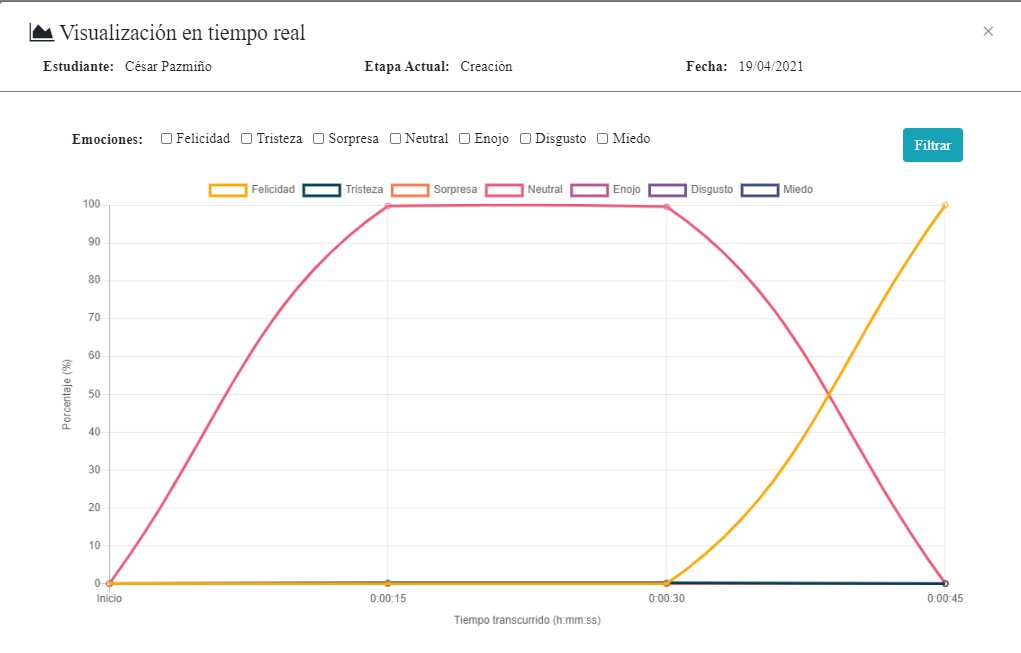 Visualización en tiempo real ×
Estudiante: César Pazmiño Etapa Actual: Creación Fecha: 19/04/2021
Emociones: Felicidad Tristeza Sorpresa Neutral Enojo Disgusto Miedo Filtrar
Felicidad Tristeza Sorpresa Neutral Enojo Disgusto Miedo
Porcentaje (%)
100
90
80
70
60
50
40
30
20
10
0
Inicio 0:00:15 0:00:30 0:00:45
Tiempo transcurrido (h:mm:ss)